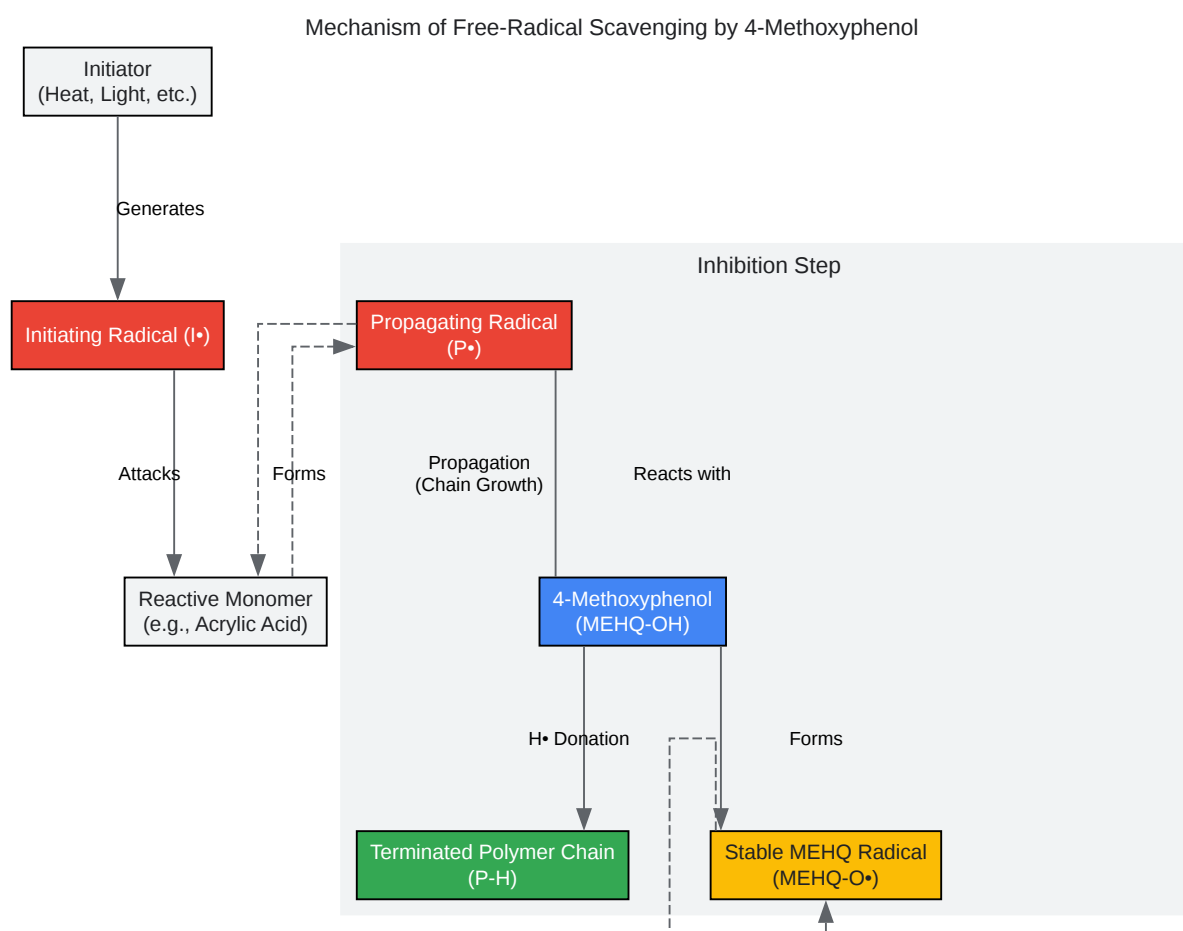 Mechanism of Free-Radical Scavenging by 4-Methoxyphenol
Initiator
(Heat, Light, etc.)
Generates
Inhibition Step
Initiating Radical (I•)
Propagating Radical
(P•)
Attacks
Forms
Propagation
(Chain Growth)
Reacts with
Reactive Monomer
(e.g., Acrylic Acid)
4-Methoxyphenol
(MEHQ-OH)
H• Donation
Forms
Terminated Polymer Chain
(P-H)
Stable MEHQ Radical
(MEHQ-O•)